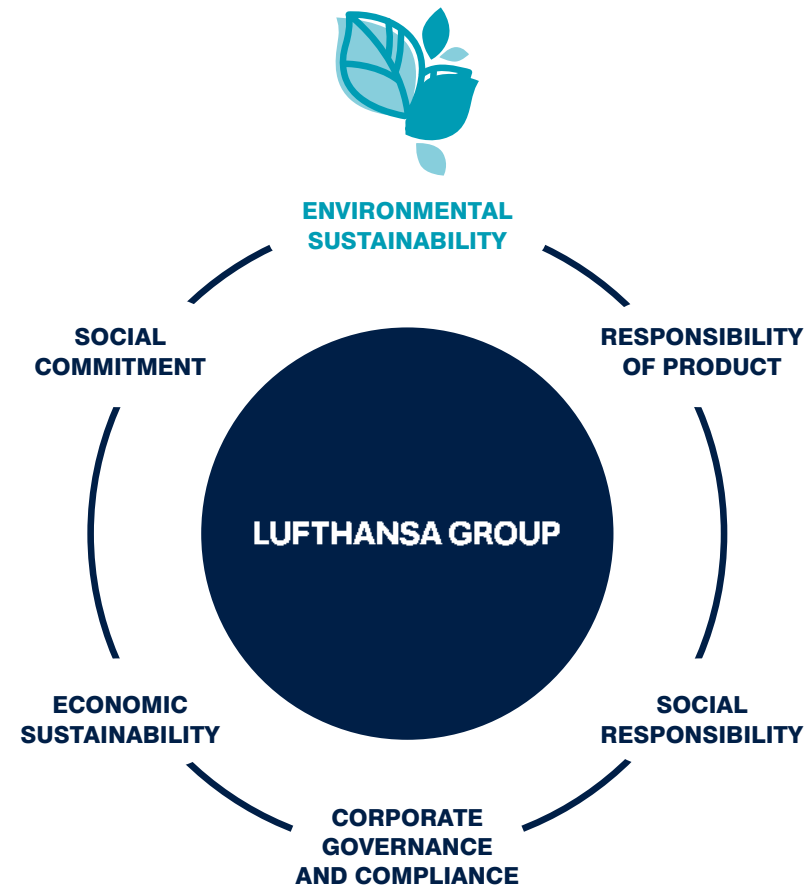 ENVIRONMENTAL
SUSTAINABILITY
SOCIAL
COMMITMENT
RESPONSIBILITY
OF PRODUCT
LUFTHANSA GROUP
ECONOMIC
SUSTAINABILITY
SOCIAL
RESPONSIBILITY
CORPORATE
GOVERNANCE
AND COMPLIANCE